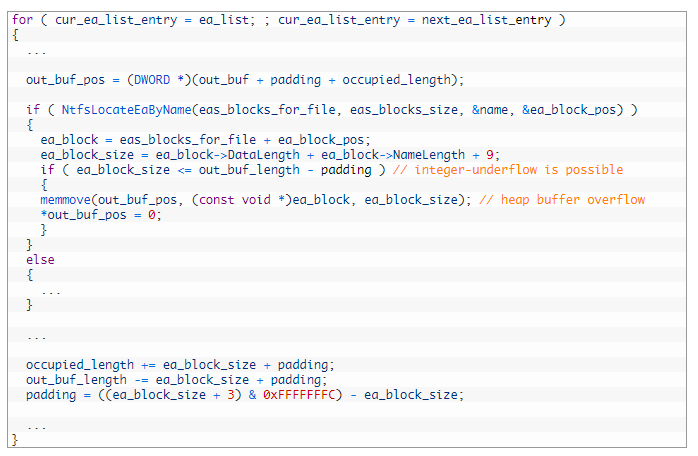 for ( cur_ea_list_entry = ea_list; ; cur_ea_list_entry = next_ea_list_entry )
{
...
out_buf_pos = (DWORD *)(out_buf + padding + occupied_length);
if ( NtfsLocateEaByName(eas_blocks_for_file, eas_blocks_size, &name, &ea_block_pos) )
{
ea_block = eas_blocks_for_file + ea_block_pos;
ea_block_size = ea_block->DataLength + ea_block->NameLength + 9;
if ( ea_block_size <= out_buf_length - padding ) // integer-underflow is possible
{
memmove(out_buf_pos, (const void *)ea_block, ea_block_size); // heap buffer overflow
*out_buf_pos = 0;
}
}
else
{
...
}
...
occupied_length += ea_block_size + padding;
out_buf_length -= ea_block_size + padding;
padding = ((ea_block_size + 3) & 0xFFFFFFFC) - ea_block_size;
...
}